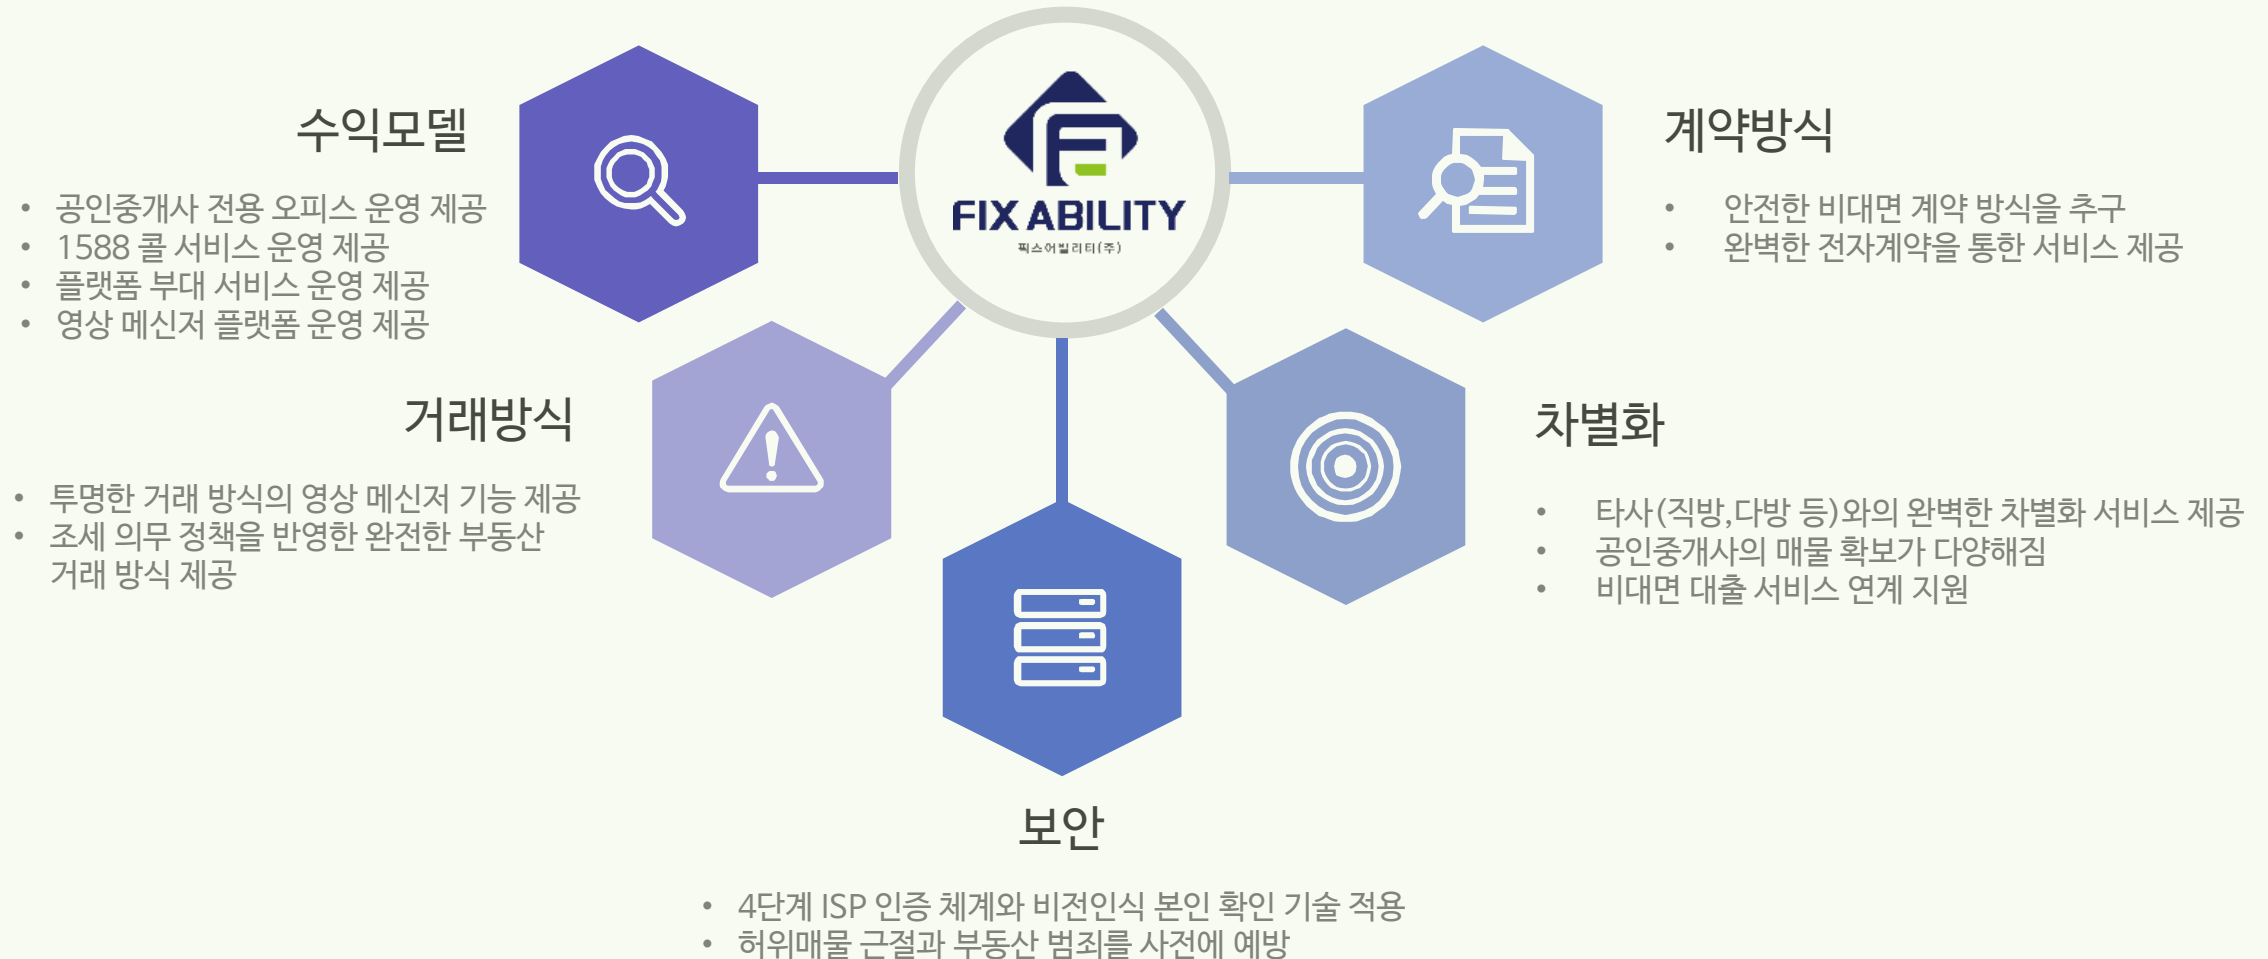 FIX ABILITY
픽스어빌리티(주)
수익모델
• 공인중개사 전용 오피스 운영 제공
• 1588 콜 서비스 운영 제공
• 플랫폼 부대 서비스 운영 제공
• 영상 메신저 플랫폼 운영 제공
거래방식
• 투명한 거래 방식의 영상 메신저 기능 제공
• 조세 의무 정책을 반영한 완전한 부동산
거래 방식 제공
보안
• 4단계 ISP 인증 체계와 비전인식 본인 확인 기술 적용
• 허위매물 근절과 부동산 범죄를 사전에 예방
계약방식
• 안전한 비대면 계약 방식을 추구
• 완벽한 전자계약을 통한 서비스 제공
차별화
• 타사(직방,다방 등)와의 완벽한 차별화 서비스 제공
• 공인중개사의 매물 확보가 다양해짐
• 비대면 대출 서비스 연계 지원